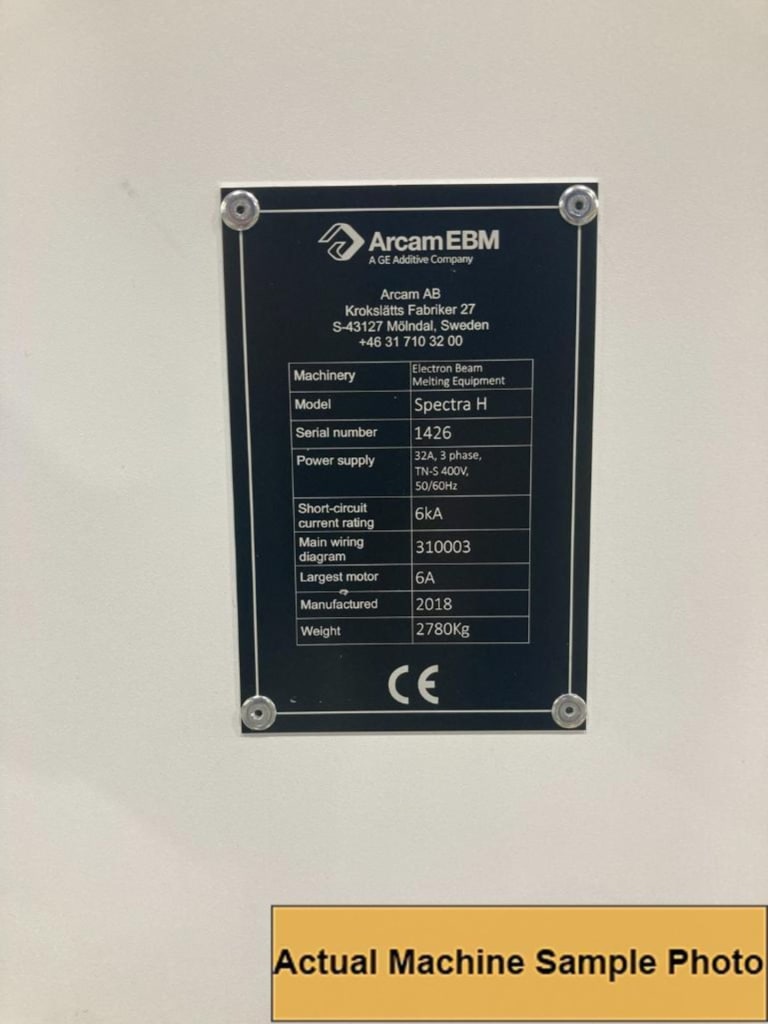 Arcam EBM
A GE Additive Company
Arcam AB
Krokslätts Fabriker 27
S-43127 Mölndal, Sweden
+46 31 710 32 00
Machinery
Electron Beam
Melting Equipment
Model
Spectra H
Serial number
1426
Power supply
32A, 3 phase,
TN-S 400V,
50/60Hz
Short-circuit
current rating
6kA
Main wiring
diagram
310003
Largest motor
6A
Manufactured
2018
Weight
2780Kg
CE
Actual Machine Sample Photo